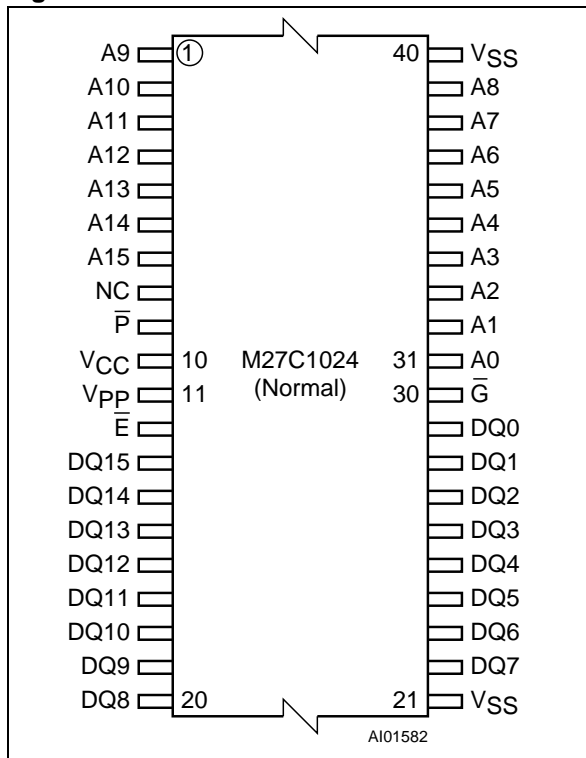 A9 ① 40 VSS
A10 A8
A11 A7
A12 A6
A13 A5
A14 A4
A15 A3
NC A2
P̅ A1
VCC 10 M27C1024 31 A0
VPP 11 (Normal) 30 G̅
E̅ DQ0
DQ15 DQ1
DQ14 DQ2
DQ13 DQ3
DQ12 DQ4
DQ11 DQ5
DQ10 DQ6
DQ9 DQ7
DQ8 20 21 VSS
AI01582